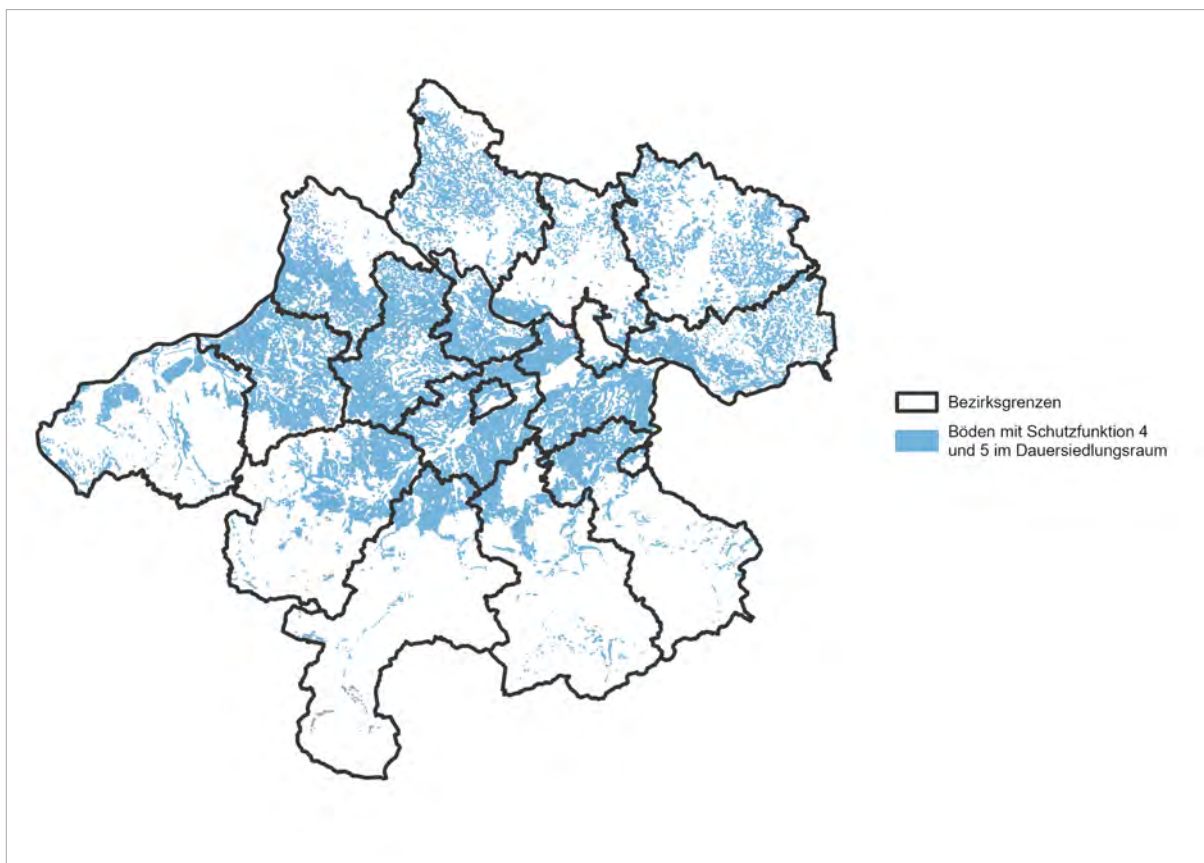 Bezirksgrenzen
Böden mit Schutzfunktion 4
und 5 im Dauersiedlungsraum